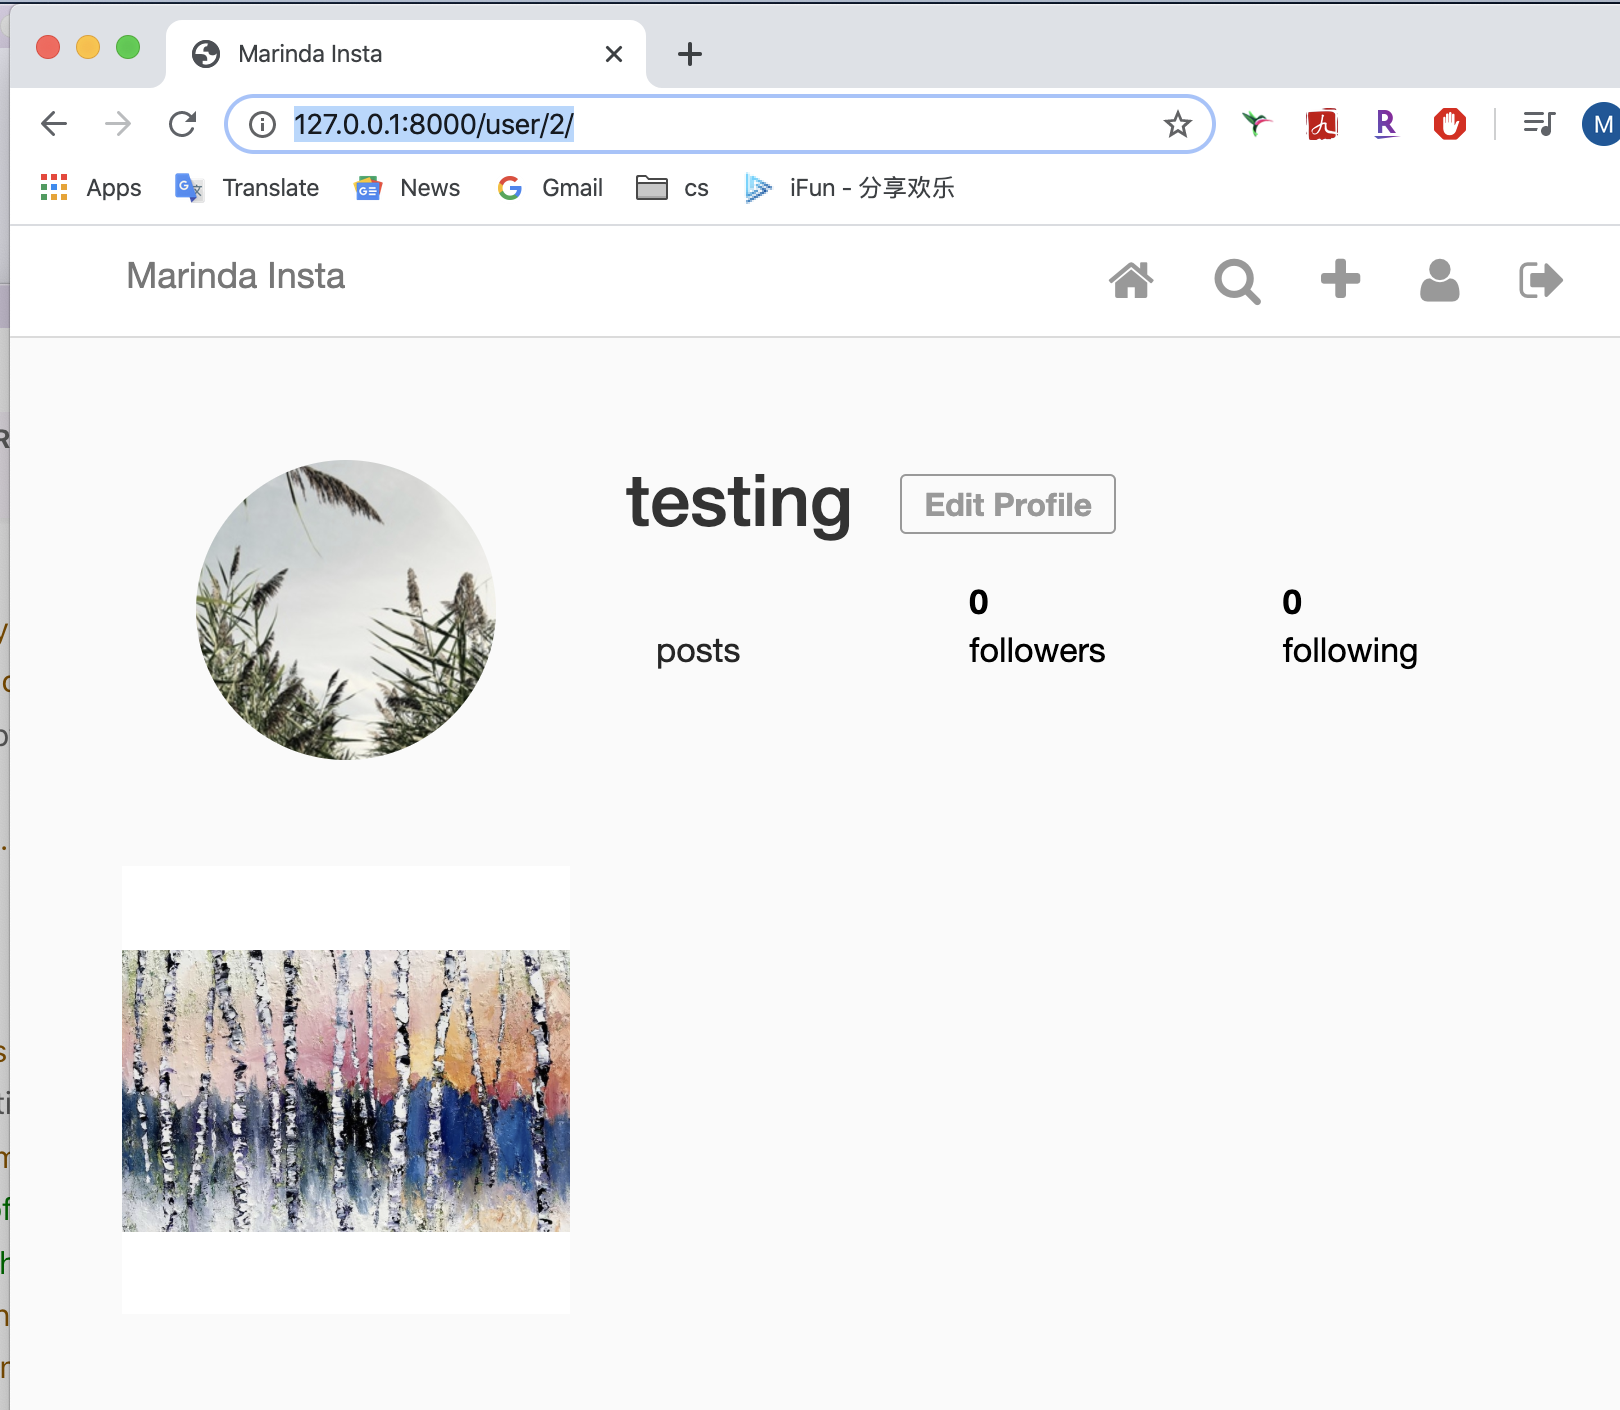 Marinda Insta
127.0.0.1:8000/user/2/
M
Apps Translate News Gmail cs iFun - 分享欢乐
Marinda Insta
testing Edit Profile
0 0
posts followers following